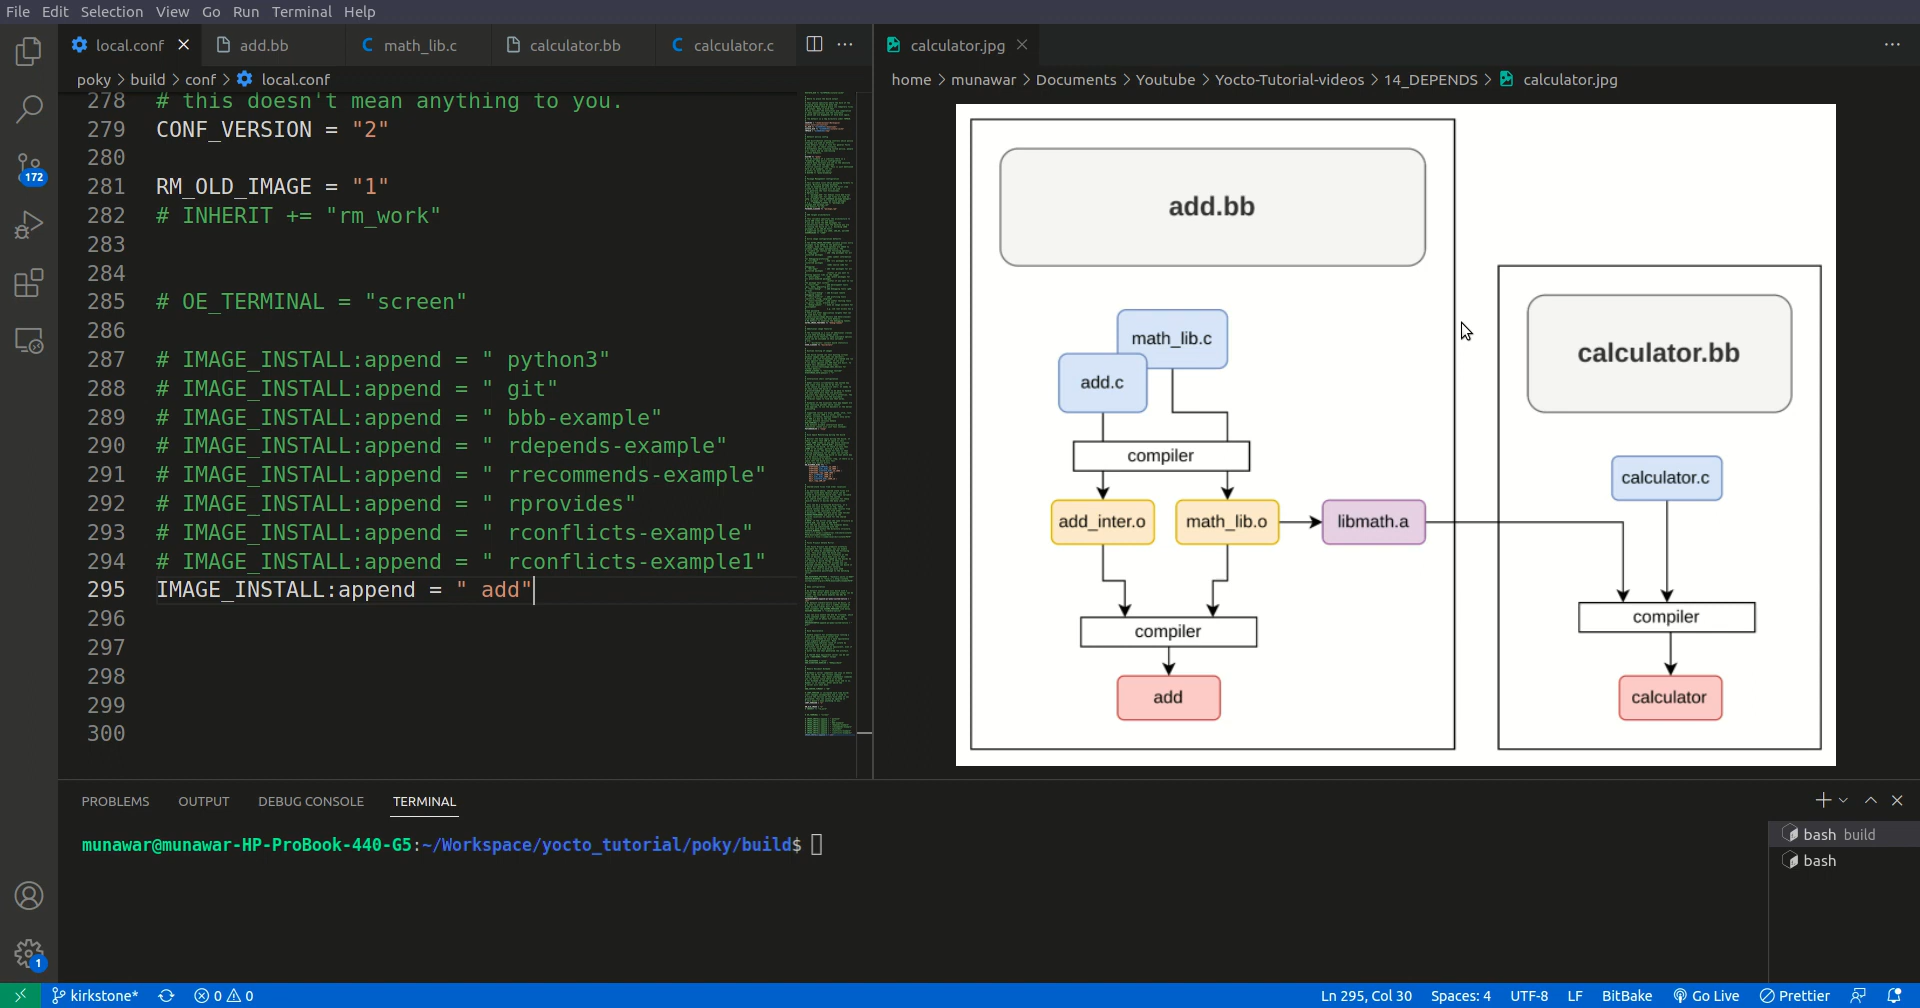 File Edit Selection View Go Run Terminal Help
local.conf add.bb math_lib.c calculator.bb calculator.c
calculator.jpg
poky > build > conf > local.conf
home > munawar > Documents > Youtube > Yocto-Tutorial-videos > 14_DEPENDS > calculator.jpg
278 # this doesn't mean anything to you.
279 CONF_VERSION = "2"
280
281 RM_OLD_IMAGE = "1"
282 # INHERIT += "rm_work"
283
284
285 # OE_TERMINAL = "screen"
286
287 # IMAGE_INSTALL:append = " python3"
288 # IMAGE_INSTALL:append = " git"
289 # IMAGE_INSTALL:append = " bbb-example"
290 # IMAGE_INSTALL:append = " rdepends-example"
291 # IMAGE_INSTALL:append = " rrecommends-example"
292 # IMAGE_INSTALL:append = " rprovides"
293 # IMAGE_INSTALL:append = " rconflicts-example"
294 # IMAGE_INSTALL:append = " rconflicts-example1"
295 IMAGE_INSTALL:append = " add"
296
297
298
299
300
172
1
add.bb
math_lib.c
add.c
compiler
add_inter.o
math_lib.o
libmath.a
compiler
add
calculator.bb
calculator.c
compiler
calculator
PROBLEMS OUTPUT DEBUG CONSOLE TERMINAL
munawar@munawar-HP-ProBook-440-G5:~/Workspace/yocto_tutorial/poky/build$
bash build
bash
kirkstone* 0 0 Ln 295, Col 30 Spaces: 4 UTF-8 LF BitBake Go Live Prettier